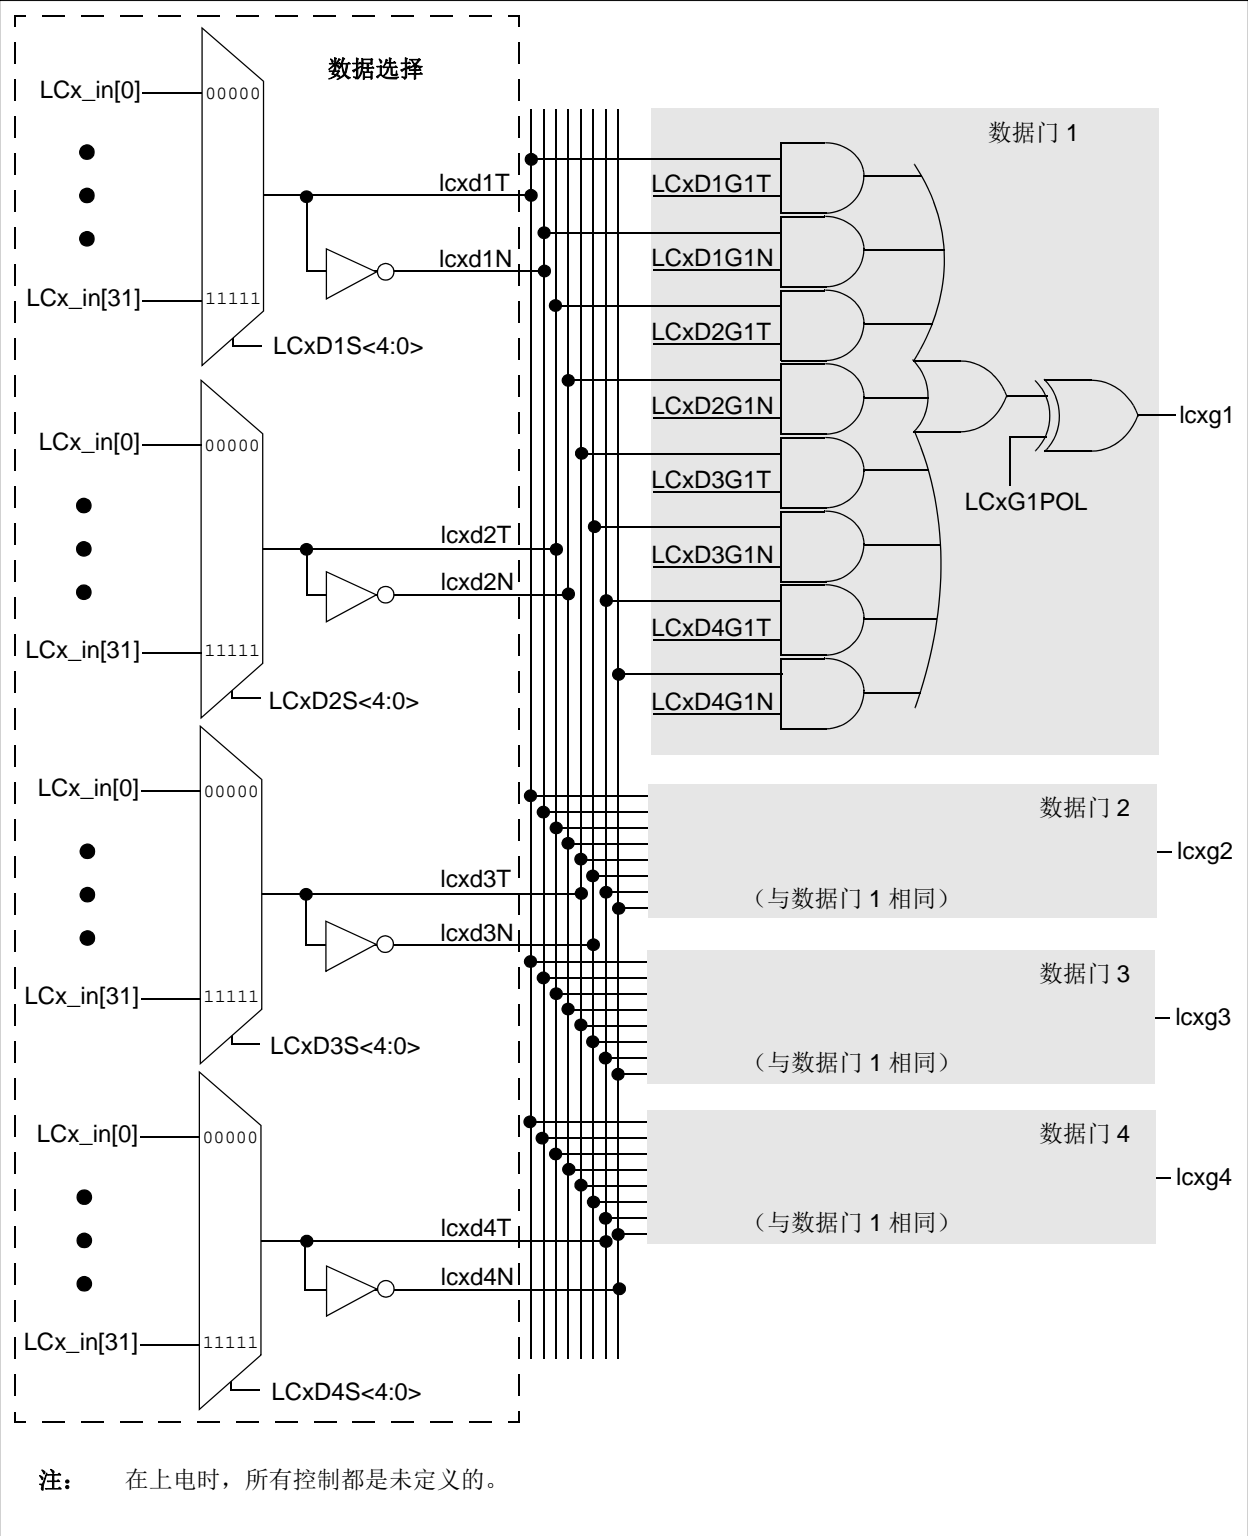 数据选择
LCx_in[0]
00000
LCx_in[31]
11111
LCxD1S<4:0>
lcxd1T
lcxd1N
LCx_in[0]
00000
LCx_in[31]
11111
LCxD2S<4:0>
lcxd2T
lcxd2N
LCx_in[0]
00000
LCx_in[31]
11111
LCxD3S<4:0>
lcxd3T
lcxd3N
LCx_in[0]
00000
LCx_in[31]
11111
LCxD4S<4:0>
lcxd4T
lcxd4N
数据门 1
LCxD1G1T
LCxD1G1N
LCxD2G1T
LCxD2G1N
LCxD3G1T
LCxD3G1N
LCxD4G1T
LCxD4G1N
LCxG1POL
lcxg1
数据门 2
（与数据门 1 相同）
lcxg2
数据门 3
（与数据门 1 相同）
lcxg3
数据门 4
（与数据门 1 相同）
lcxg4
注： 在上电时，所有控制都是未定义的。